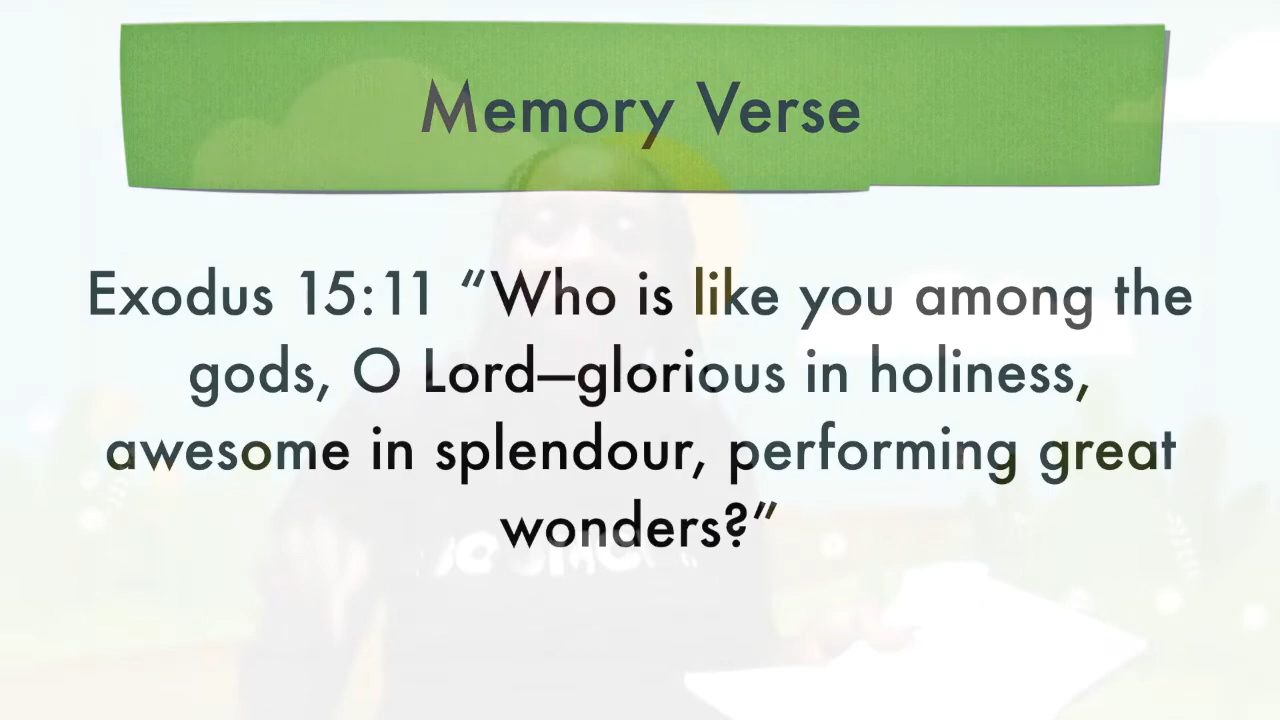 Memory Verse
Exodus 15:11 “Who is like you among the
gods, O Lord—glorious in holiness,
awesome in splendour, performing great
wonders?”